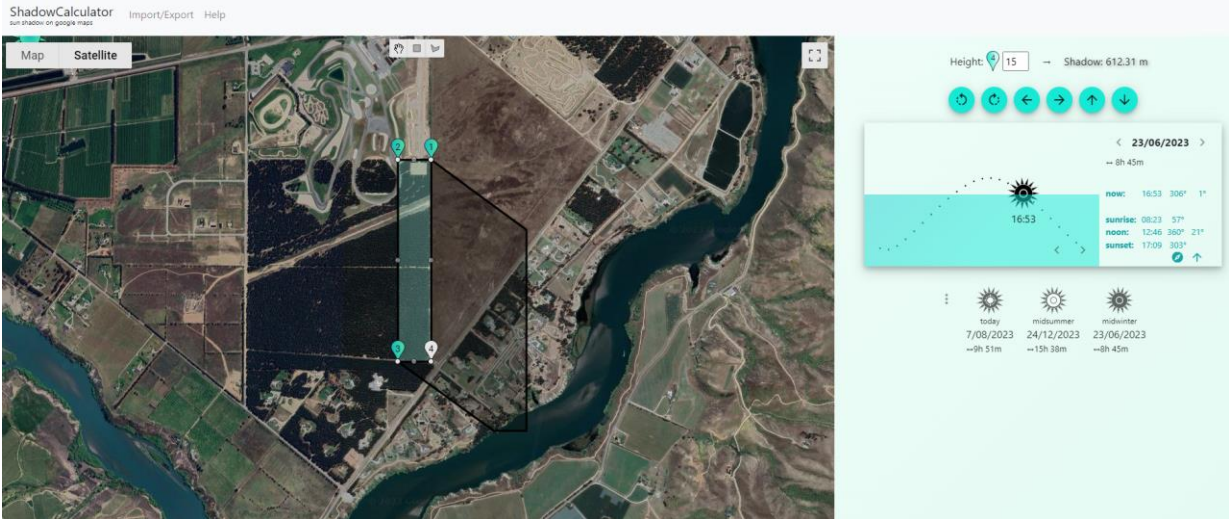 ShadowCalculator Import/Export Help
sun shadow on google maps
Map Satellite
Height: 4 15 → Shadow: 612.31 m
2 1
3 4
< 23/06/2023 >
↔ 8h 45m
now: 16:53 306° 1°
16:53
sunrise: 08:23 57°
noon: 12:46 360° 21°
sunset: 17:09 303°
< >
today midsummer midwinter
7/08/2023 24/12/2023 23/06/2023
↔9h 51m ↔15h 38m ↔8h 45m